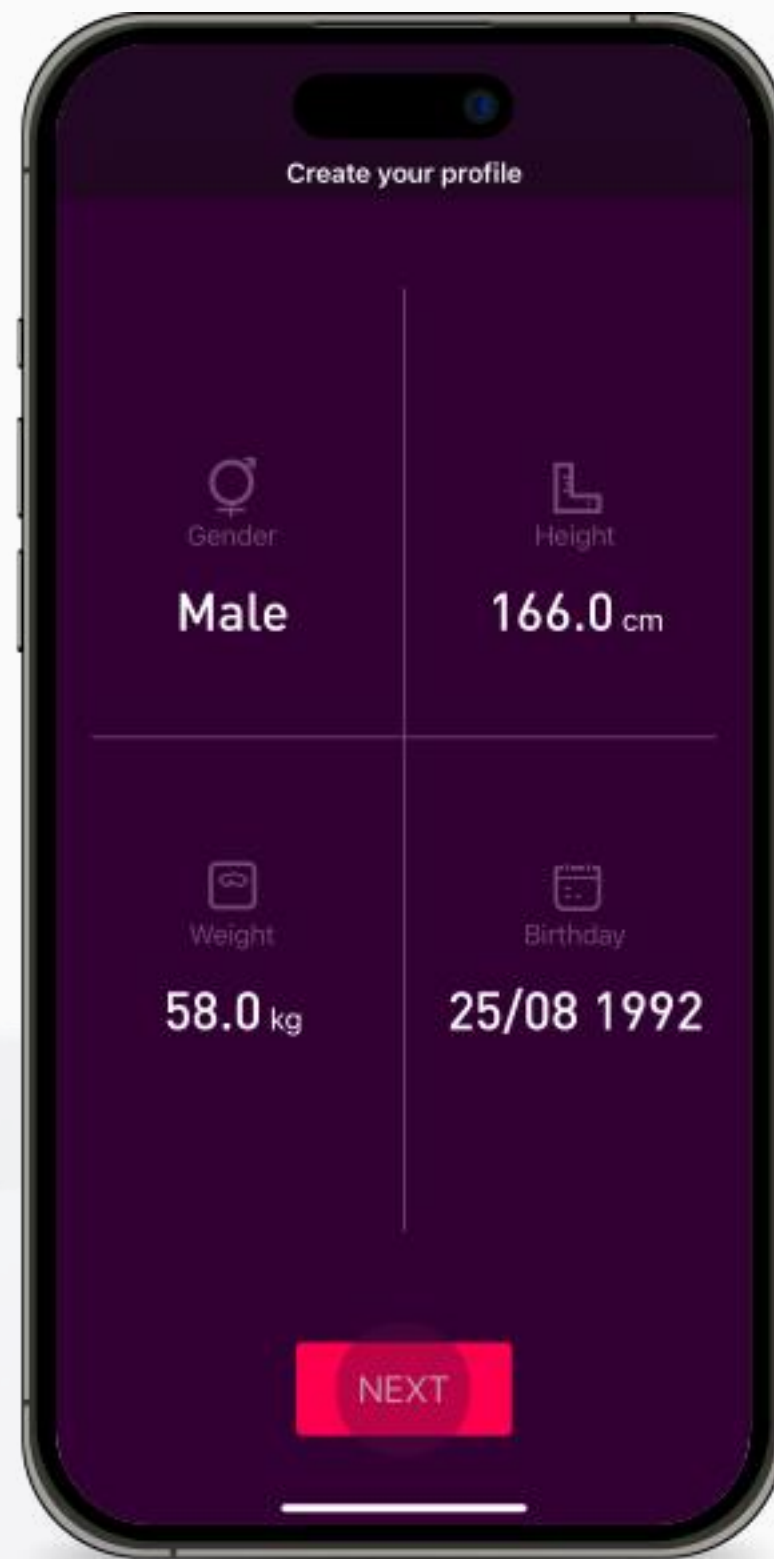 Create your profile
Gender
Male
Height
166.0 cm
Weight
58.0 kg
Birthday
25/08 1992
NEXT